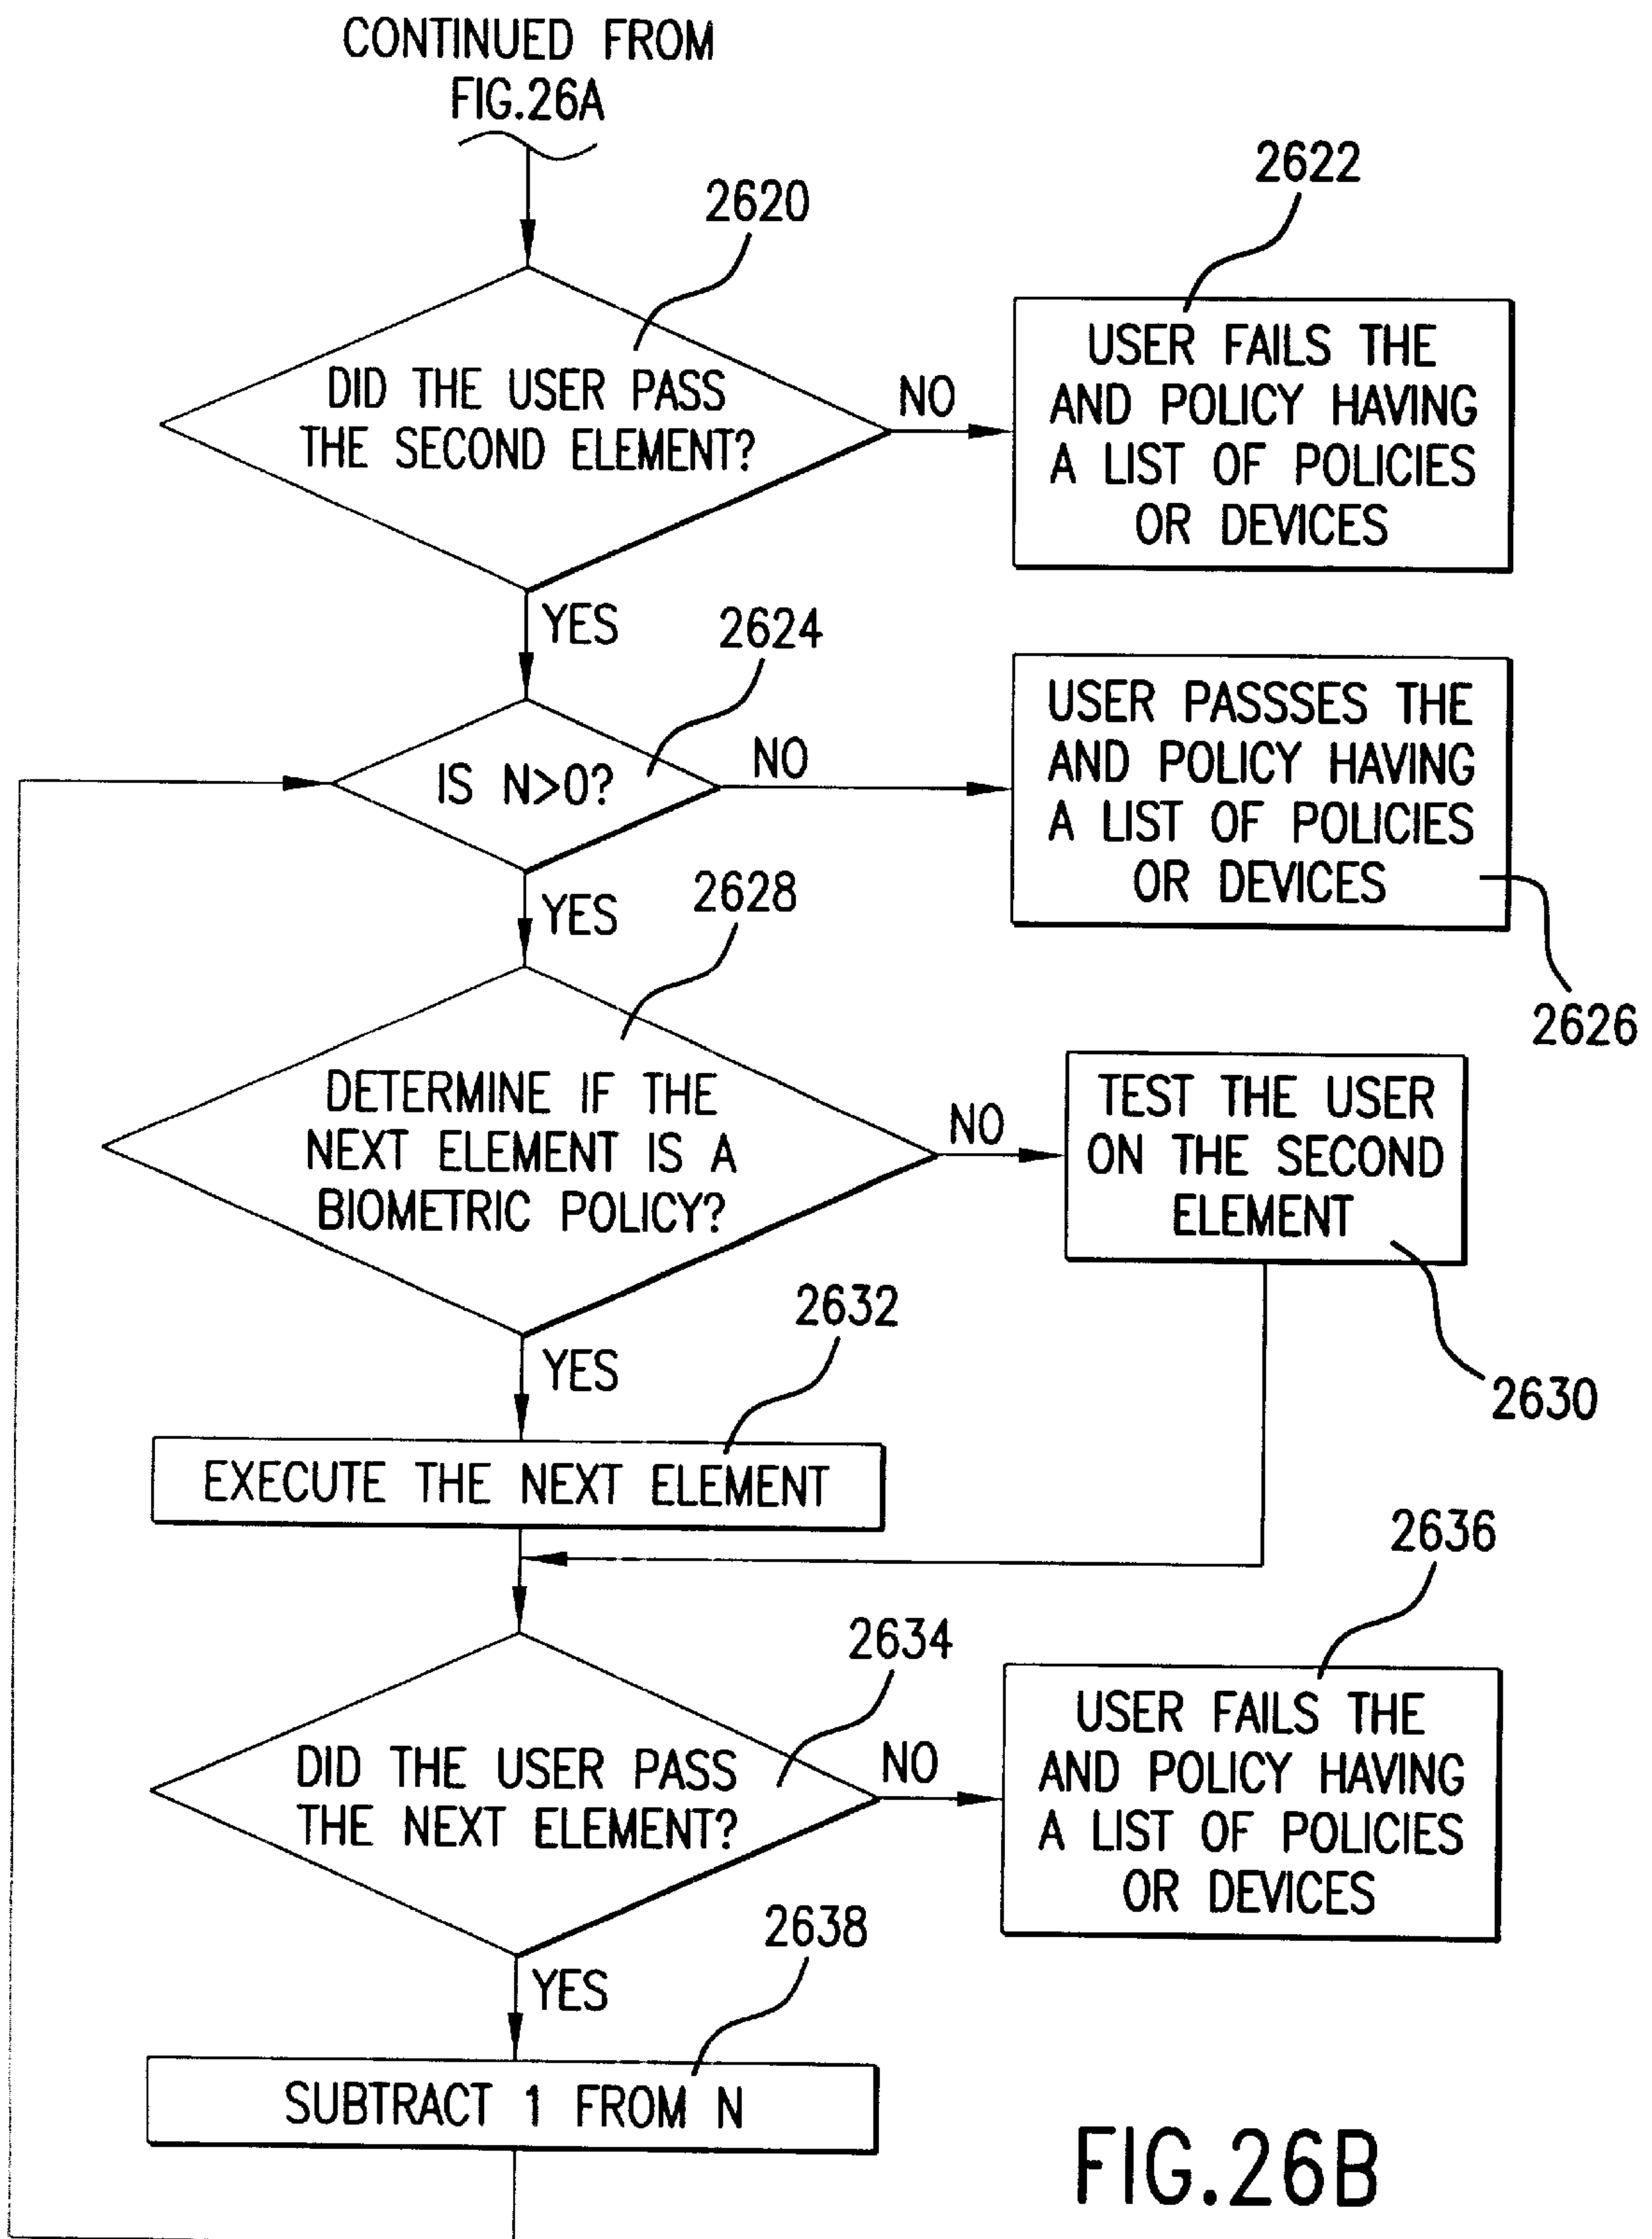 CONTINUED FROM
FIG.26A
2620
2622
DID THE USER PASS
THE SECOND ELEMENT?
NO
USER FAILS THE
AND POLICY HAVING
A LIST OF POLICIES
OR DEVICES
YES
2624
IS N>0?
NO
USER PASSSES THE
AND POLICY HAVING
A LIST OF POLICIES
OR DEVICES
2626
YES
2628
DETERMINE IF THE
NEXT ELEMENT IS A
BIOMETRIC POLICY?
NO
TEST THE USER
ON THE SECOND
ELEMENT
2630
YES
2632
EXECUTE THE NEXT ELEMENT
2634
2636
DID THE USER PASS
THE NEXT ELEMENT?
NO
USER FAILS THE
AND POLICY HAVING
A LIST OF POLICIES
OR DEVICES
YES
2638
SUBTRACT 1 FROM N
FIG.26B